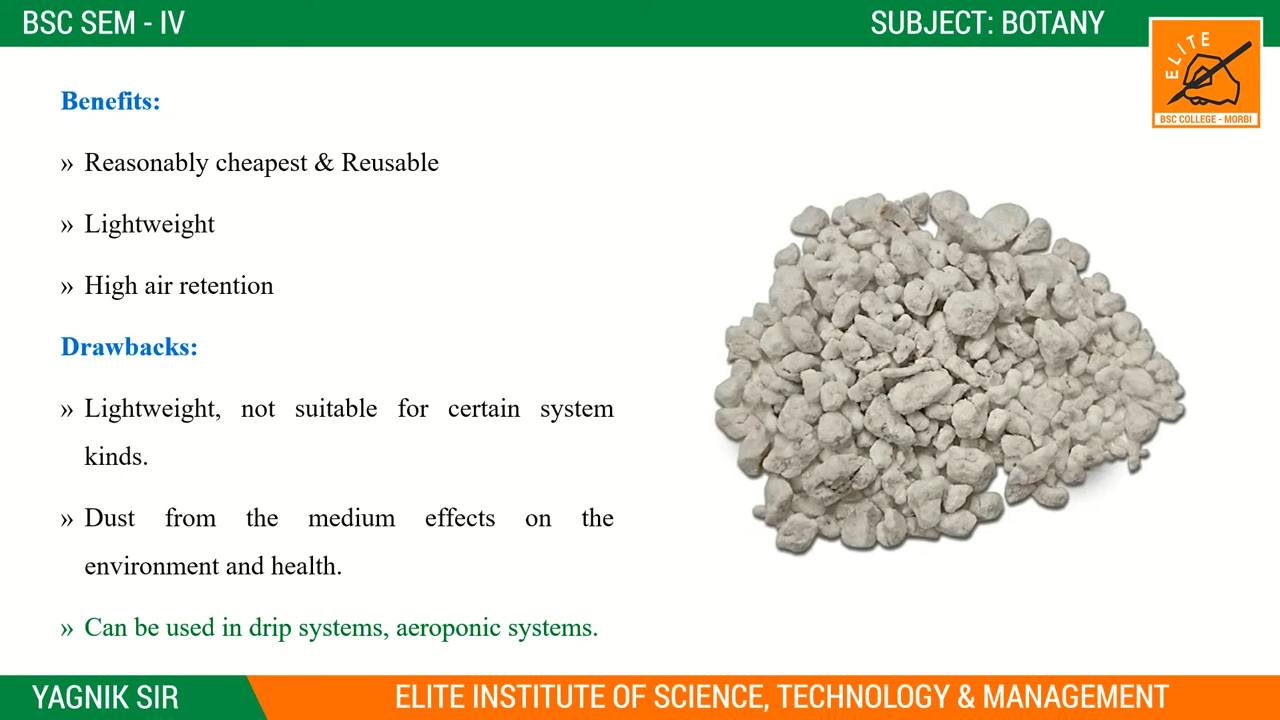 BSC SEM - IV
SUBJECT: BOTANY
ELITE
BSC COLLEGE - MORBI
Benefits:
» Reasonably cheapest & Reusable
» Lightweight
» High air retention
Drawbacks:
» Lightweight, not suitable for certain system
kinds.
» Dust from the medium effects on the
environment and health.
» Can be used in drip systems, aeroponic systems.
YAGNIK SIR
ELITE INSTITUTE OF SCIENCE, TECHNOLOGY & MANAGEMENT